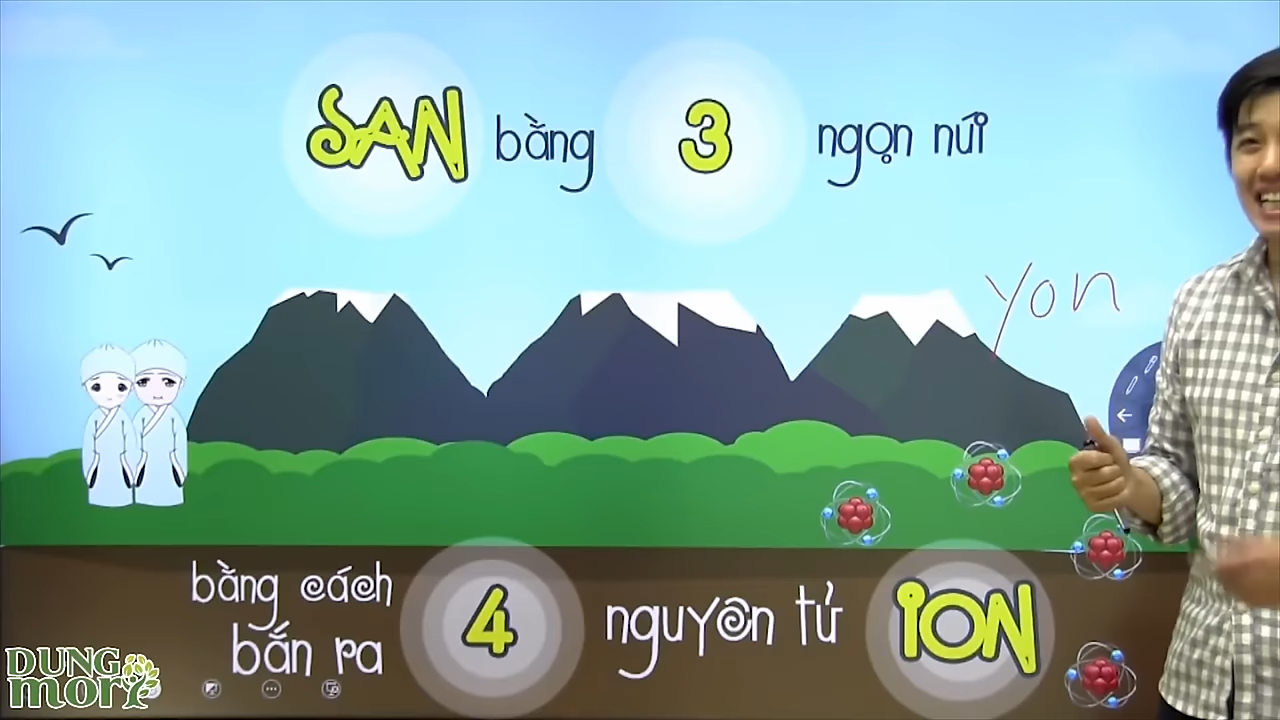 SAN bằng 3 ngọn núi
yon
bằng cách
bắn ra 4 nguyên tử iON
DUNG
mori